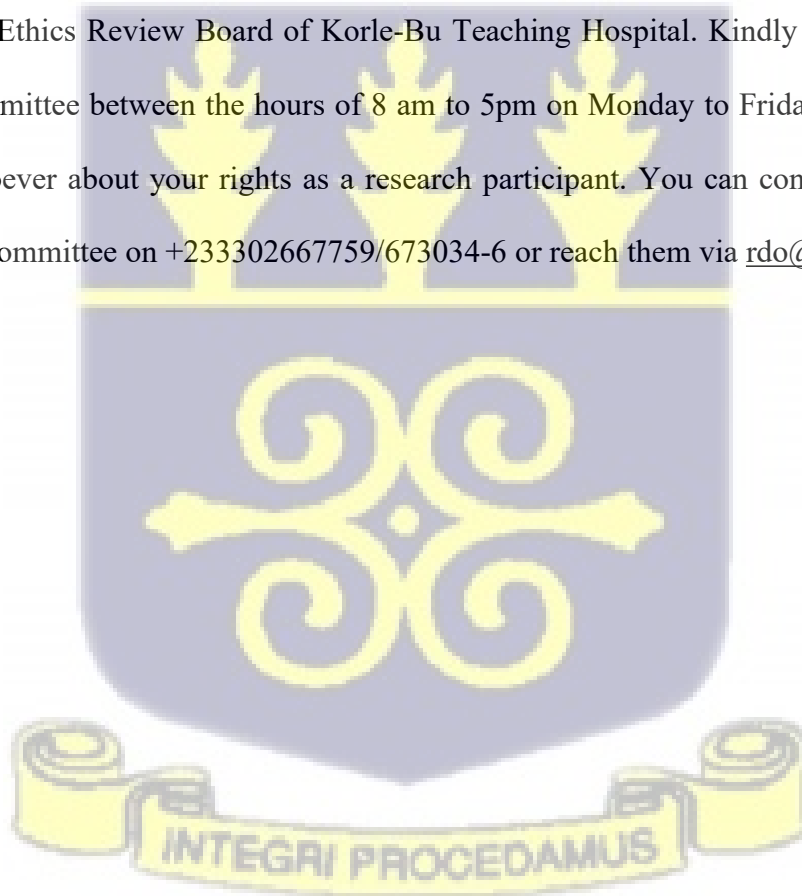 Ethics Review Board of Korle-Bu Teaching Hospital. Kindly
mittee between the hours of 8 am to 5pm on Monday to Frida
ever about your rights as a research participant. You can con
ommittee on +233302667759/673034-6 or reach them via rdo@
INTEGRI PROCEDAMUS